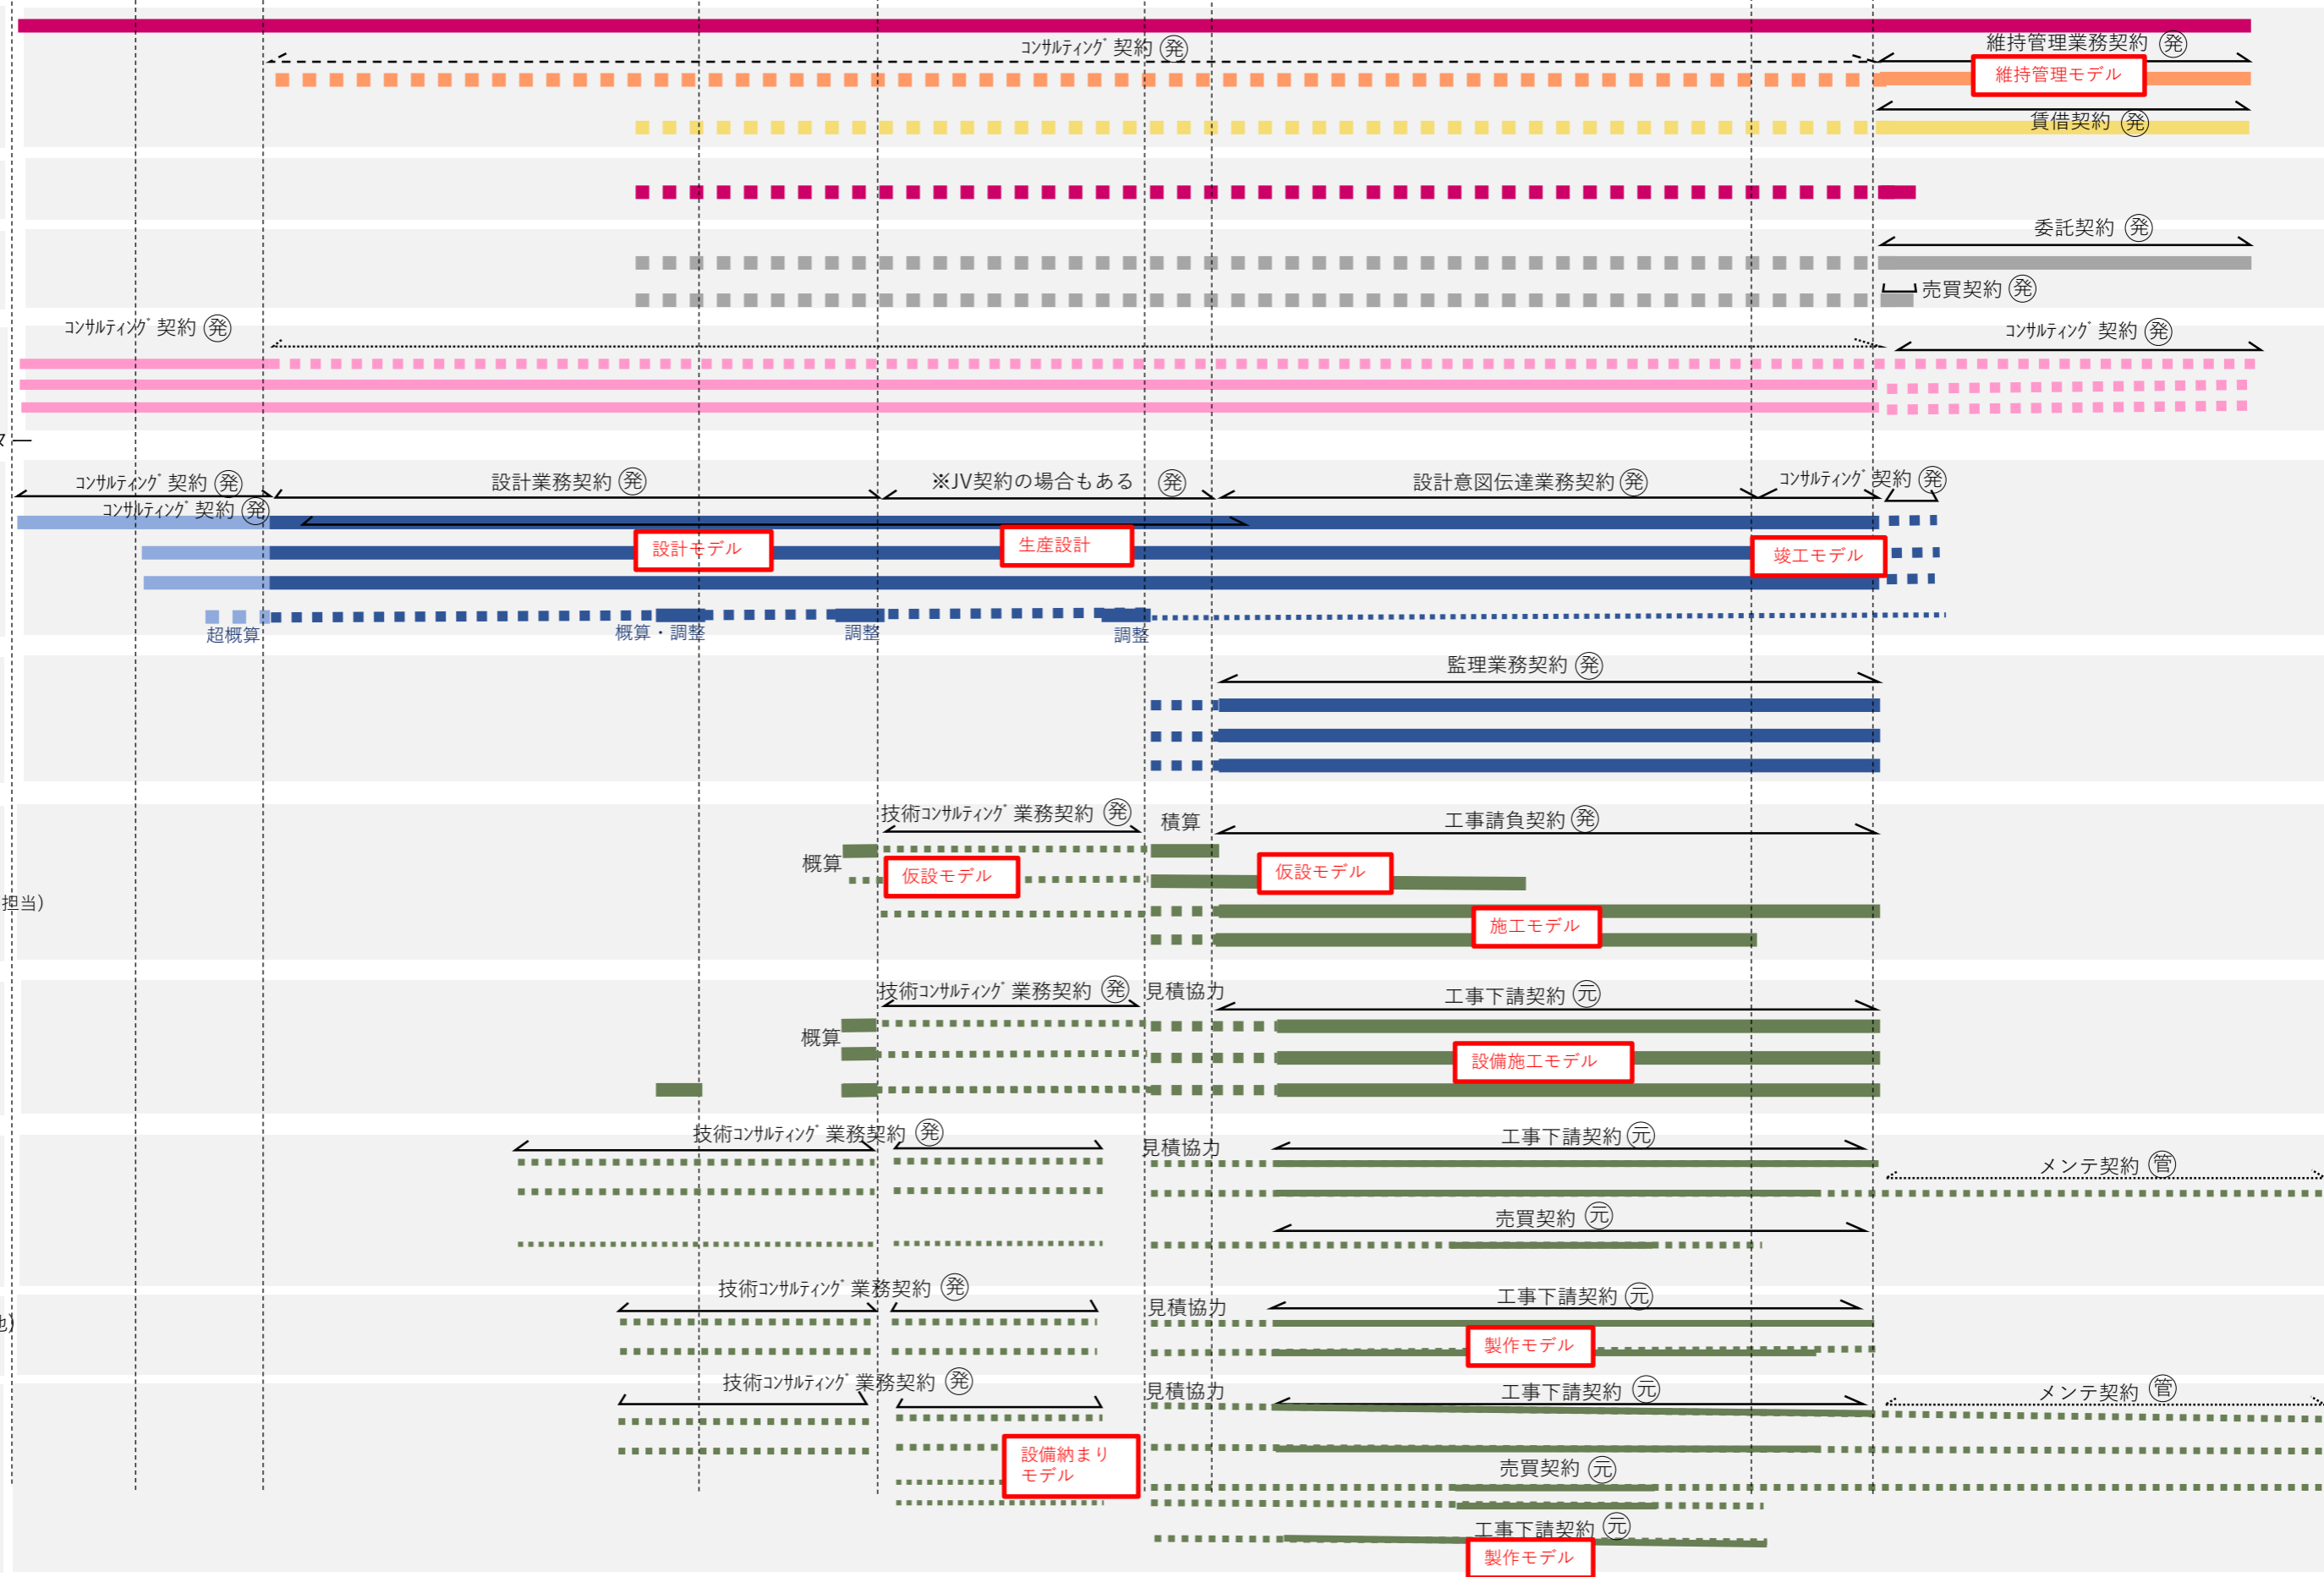 コンサルティング契約 発
維持管理業務契約 発
維持管理モデル
賃借契約 発
委託契約 発
売買契約 発
コンサルティング契約 発
コンサルティング契約 発
ター
コンサルティング契約 発
設計業務契約 発
※JV契約の場合もある 発
設計意図伝達業務契約 発
コンサルティング契約 発
コンサルティング契約 発
設計モデル
生産設計
竣工モデル
超概算
概算・調整
調整
調整
監理業務契約 発
技術コンサルティング業務契約 発
積算
工事請負契約 発
概算
仮設モデル
仮設モデル
担当)
施工モデル
技術コンサルティング業務契約 発
見積協力
工事下請契約 元
概算
設備施工モデル
技術コンサルティング業務契約 発
見積協力
工事下請契約 元
メンテ契約 管
売買契約 元
技術コンサルティング業務契約 発
見積協力
工事下請契約 元
他)
製作モデル
技術コンサルティング業務契約 発
見積協力
工事下請契約 元
メンテ契約 管
設備納まり
モデル
売買契約 元
工事下請契約 元
製作モデル